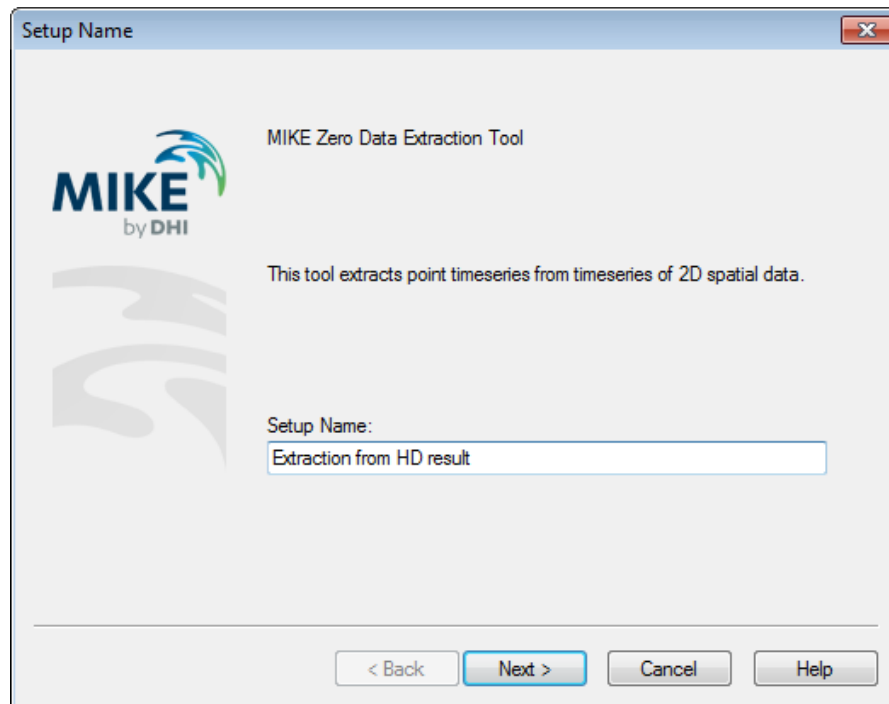 Setup Name
MIKE Zero Data Extraction Tool
MIKE
by DHI
This tool extracts point timeseries from timeseries of 2D spatial data.
Setup Name:
Extraction from HD result
< Back
Next >
Cancel
Help